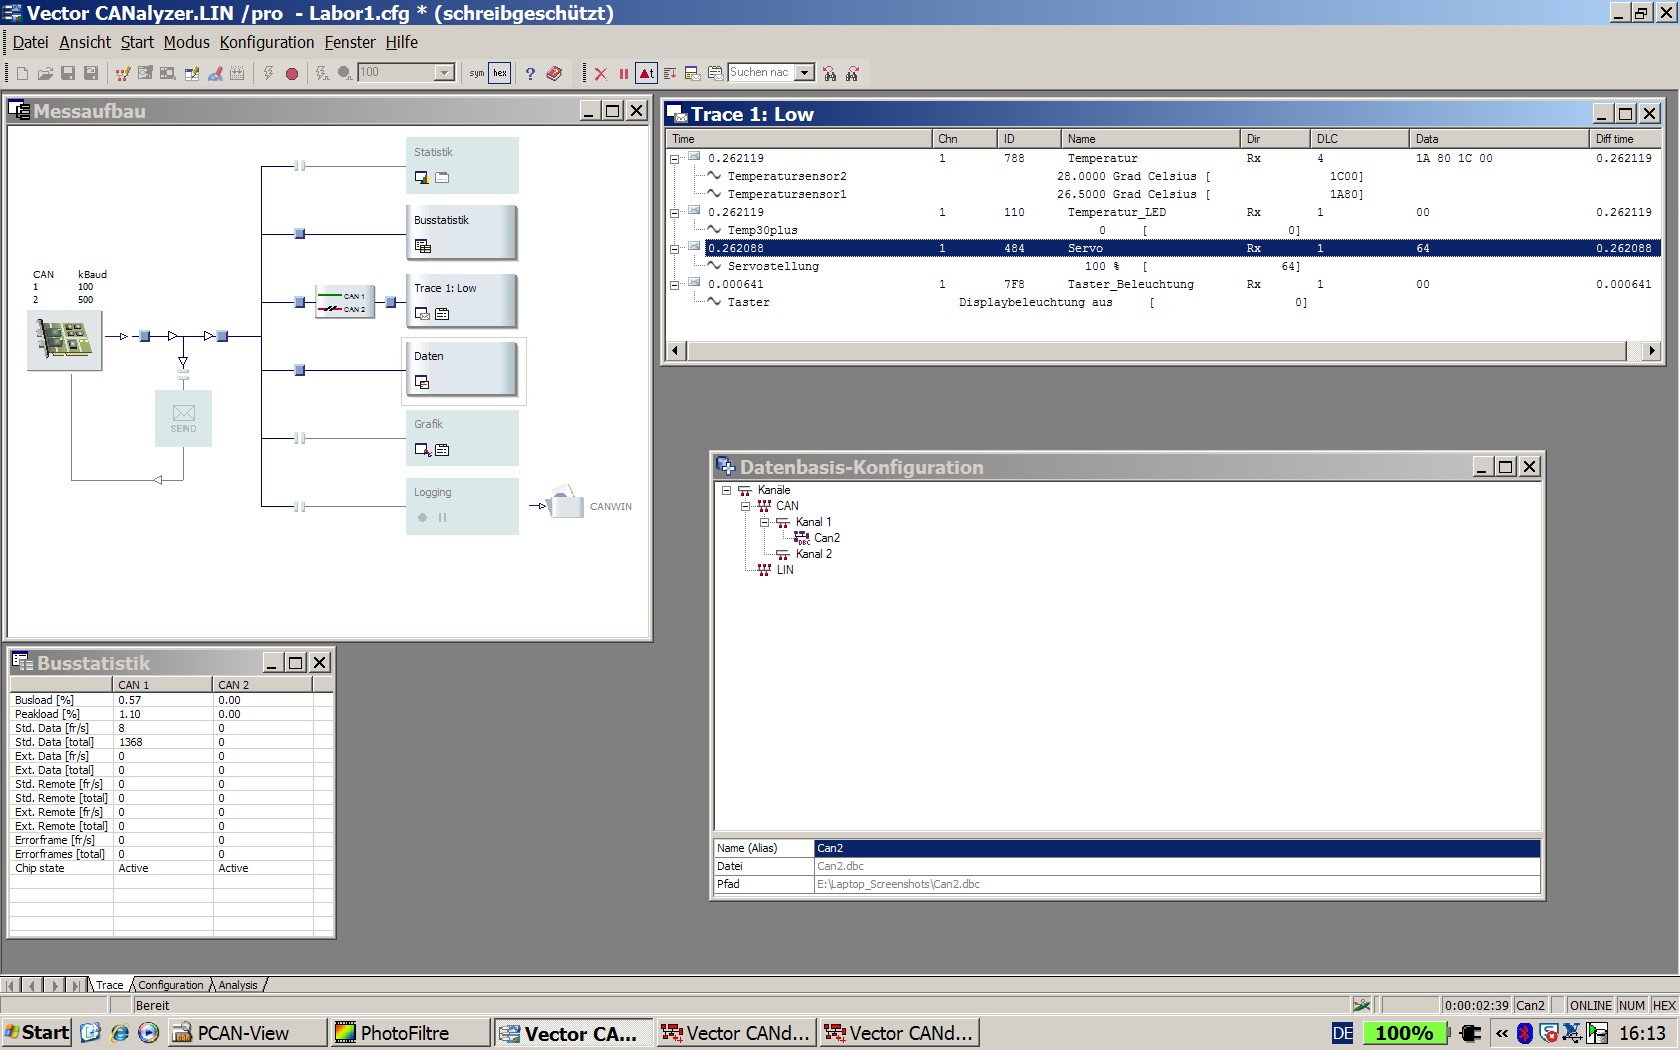 Vector CANalyzer.LIN /pro - Labor1.cfg * (schreibgeschützt)
Datei Ansicht Start Modus Konfiguration Fenster Hilfe
100 sym hex ? Suchen nac
Messaufbau
CAN kBaud
1 100
2 500
SEND
Statistik
Busstatistik
CAN 1
CAN 2
Trace 1: Low
Daten
Grafik
Logging
CANWIN
Trace 1: Low
Time Chn ID Name Dir DLC Data Diff time
0.262119 1 788 Temperatur Rx 4 1A 80 1C 00 0.262119
Temperatursensor2 28.0000 Grad Celsius [ 1C00]
Temperatursensor1 26.5000 Grad Celsius [ 1A80]
0.262119 1 110 Temperatur_LED Rx 1 00 0.262119
Temp30plus 0 [ 0]
0.262088 1 484 Servo Rx 1 64 0.262088
Servostellung 100 % [ 64]
0.000641 1 7F8 Taster_Beleuchtung Rx 1 00 0.000641
Taster Displaybeleuchtung aus [ 0]
Datenbasis-Konfiguration
Kanäle
CAN
Kanal 1
DBC Can2
Kanal 2
LIN
Name (Alias) Can2
Datei Can2.dbc
Pfad E:\Laptop_Screenshots\Can2.dbc
Busstatistik
CAN 1 CAN 2
Busload [%] 0.57 0.00
Peakload [%] 1.10 0.00
Std. Data [fr/s] 8 0
Std. Data [total] 1368 0
Ext. Data [fr/s] 0 0
Ext. Data [total] 0 0
Std. Remote [fr/s] 0 0
Std. Remote [total] 0 0
Ext. Remote [fr/s] 0 0
Ext. Remote [total] 0 0
Errorframe [fr/s] 0 0
Errorframes [total] 0 0
Chip state Active Active
Trace Configuration Analysis
Bereit 0:00:02:39 Can2 ONLINE NUM HEX
Start PCAN-View PhotoFiltre Vector CA... Vector CANd... Vector CANd... DE 100% « 16:13